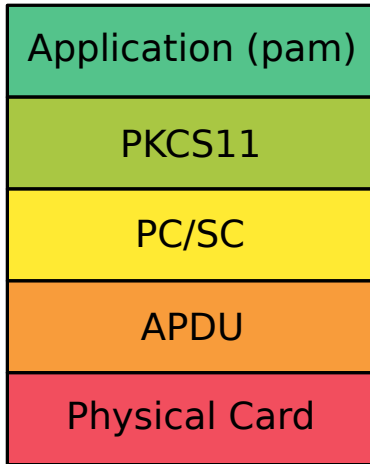 Application (pam)
PKCS11
PC/SC
APDU
Physical Card